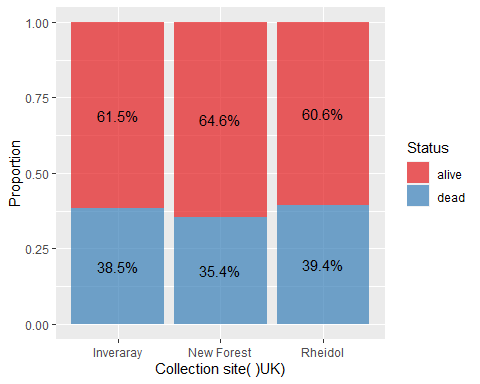 1.00
0.75
0.50
0.25
0.00
Proportion
61.5%
64.6%
60.6%
38.5%
35.4%
39.4%
Inveraray New Forest Rheidol
Collection site( )UK)
Status
alive
dead